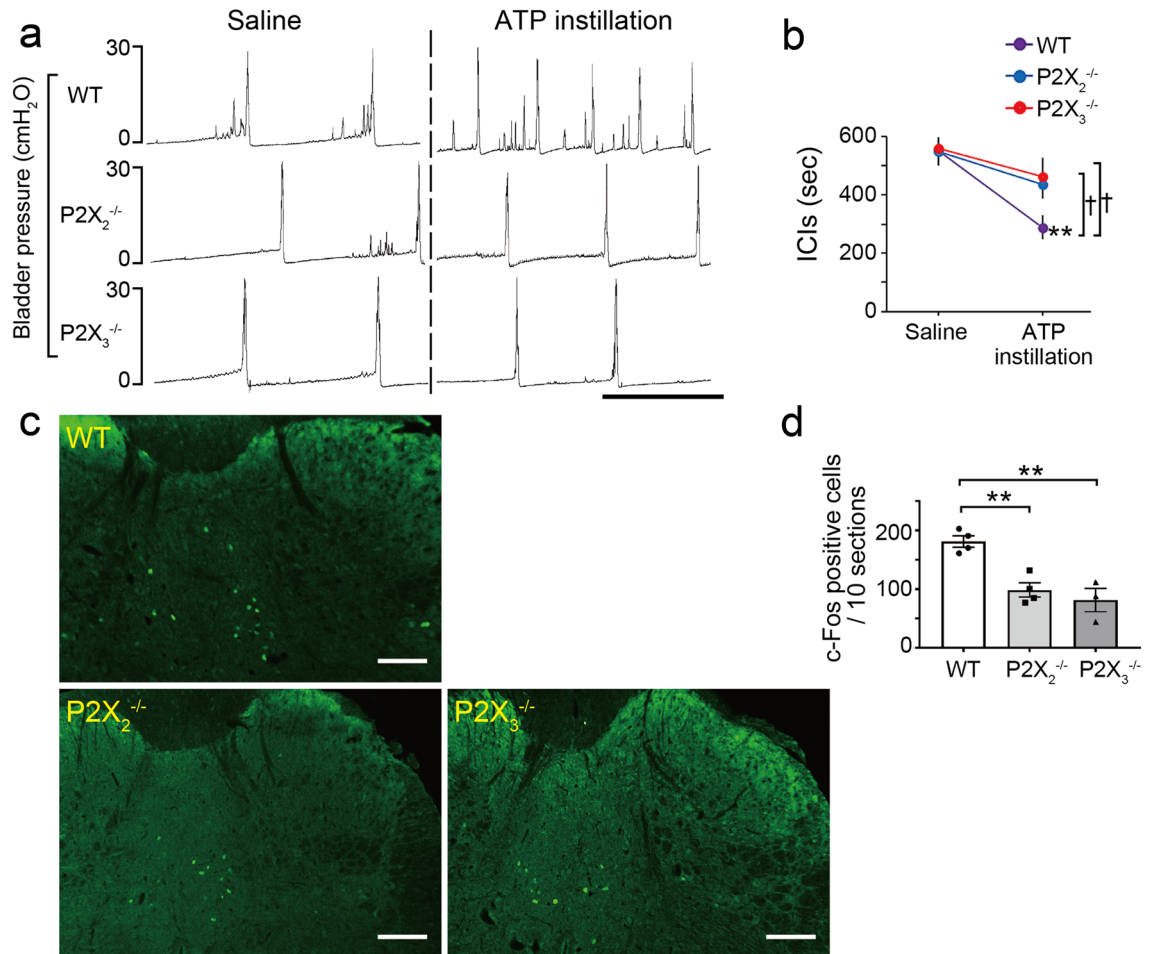 a
Saline
ATP instillation
Bladder pressure (cmH₂O)
30
WT
0
30
P2X₂⁻/⁻
0
30
P2X₃⁻/⁻
0
b
WT
P2X₂⁻/⁻
P2X₃⁻/⁻
ICIs (sec)
600
400
200
0
**
†
†
Saline
ATP
instillation
c
WT
P2X₂⁻/⁻
P2X₃⁻/⁻
d
c-Fos positive cells
/ 10 sections
200
100
0
**
**
WT
P2X₂⁻/⁻
P2X₃⁻/⁻